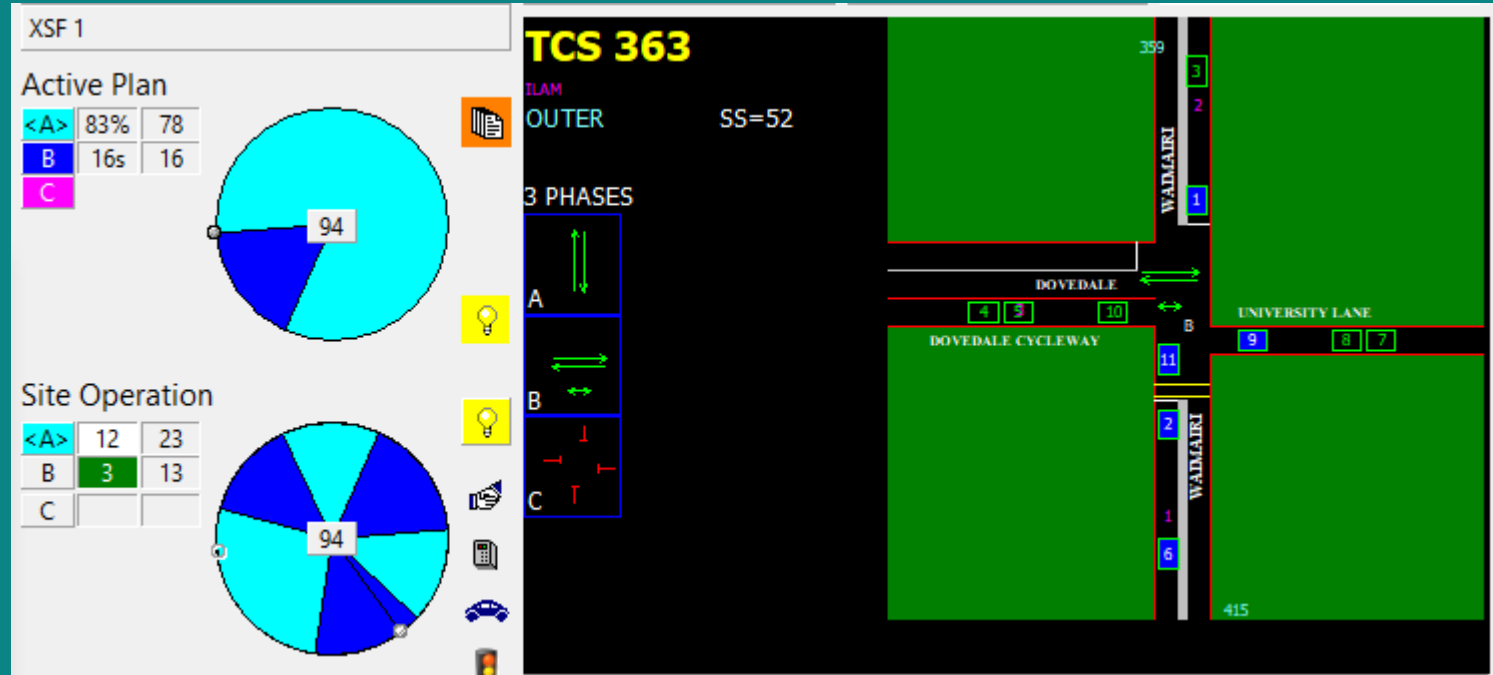 XSF 1
Active Plan
<A> 83% 78
B 16s 16
C
94
Site Operation
<A> 12 23
B 3 13
C
94
TCS 363
ILAM
OUTER SS=52
3 PHASES
A
B
C
359
3
2
WAIMAIRI
1
DOVEDALE
4 5 10
B
UNIVERSITY LANE
DOVEDALE CYCLEWAY
9 8 7
11
2
WAIMAIRI
1
6
415